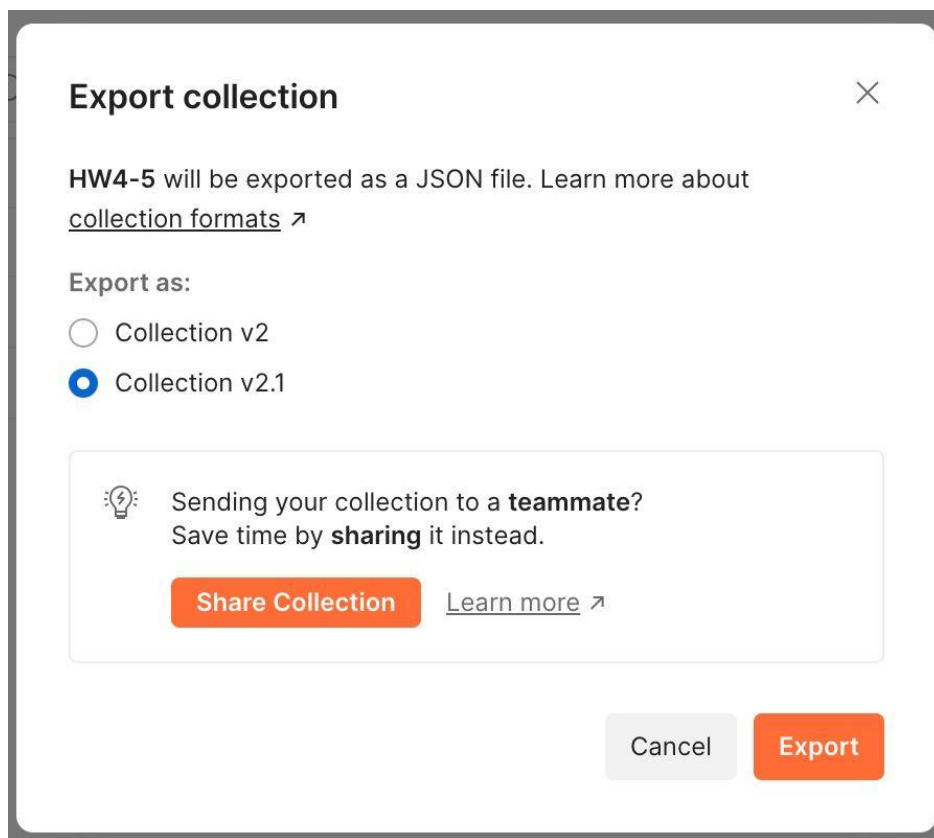 Export collection
HW4-5 will be exported as a JSON file. Learn more about
collection formats ↗
Export as:
Collection v2
Collection v2.1
Sending your collection to a teammate?
Save time by sharing it instead.
Share Collection Learn more ↗
Cancel Export